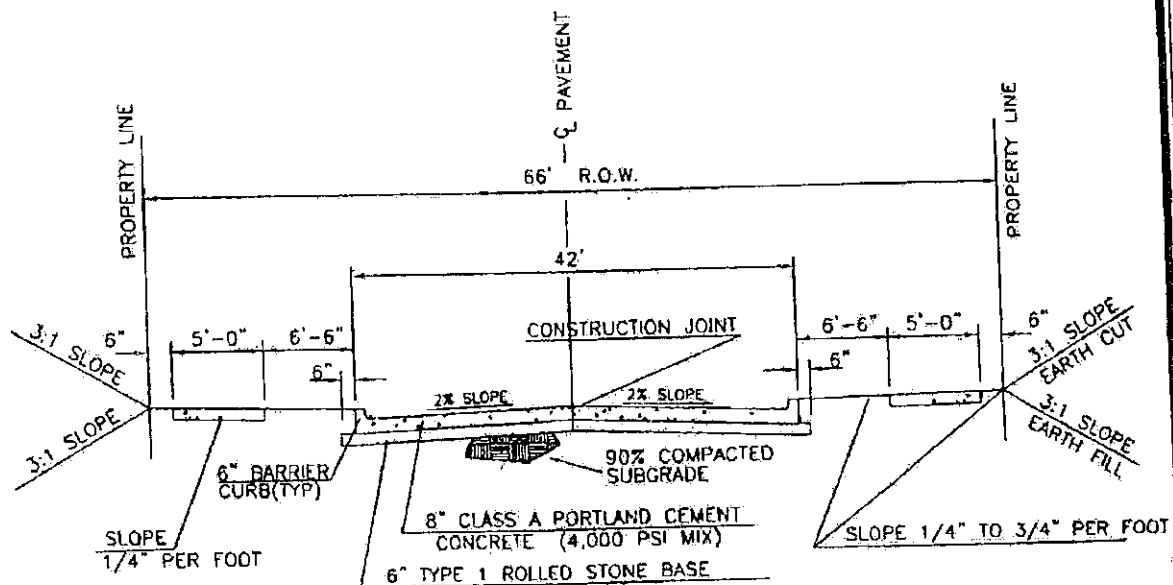 PROPERTY LINE
℄ PAVEMENT
PROPERTY LINE
66' R.O.W.
42'
CONSTRUCTION JOINT
3:1 SLOPE
3:1 SLOPE
6"
5'-0"
6'-6"
6"
2% SLOPE
2% SLOPE
6'-6"
5'-0"
6"
6"
3:1 SLOPE
EARTH CUT
3:1 SLOPE
EARTH FILL
6" BARRIER
CURB(TYP)
90% COMPACTED
SUBGRADE
SLOPE
1/4" PER FOOT
8" CLASS A PORTLAND CEMENT
CONCRETE (4,000 PSI MIX)
6" TYPE 1 ROLLED STONE BASE
SLOPE 1/4" TO 3/4" PER FOOT